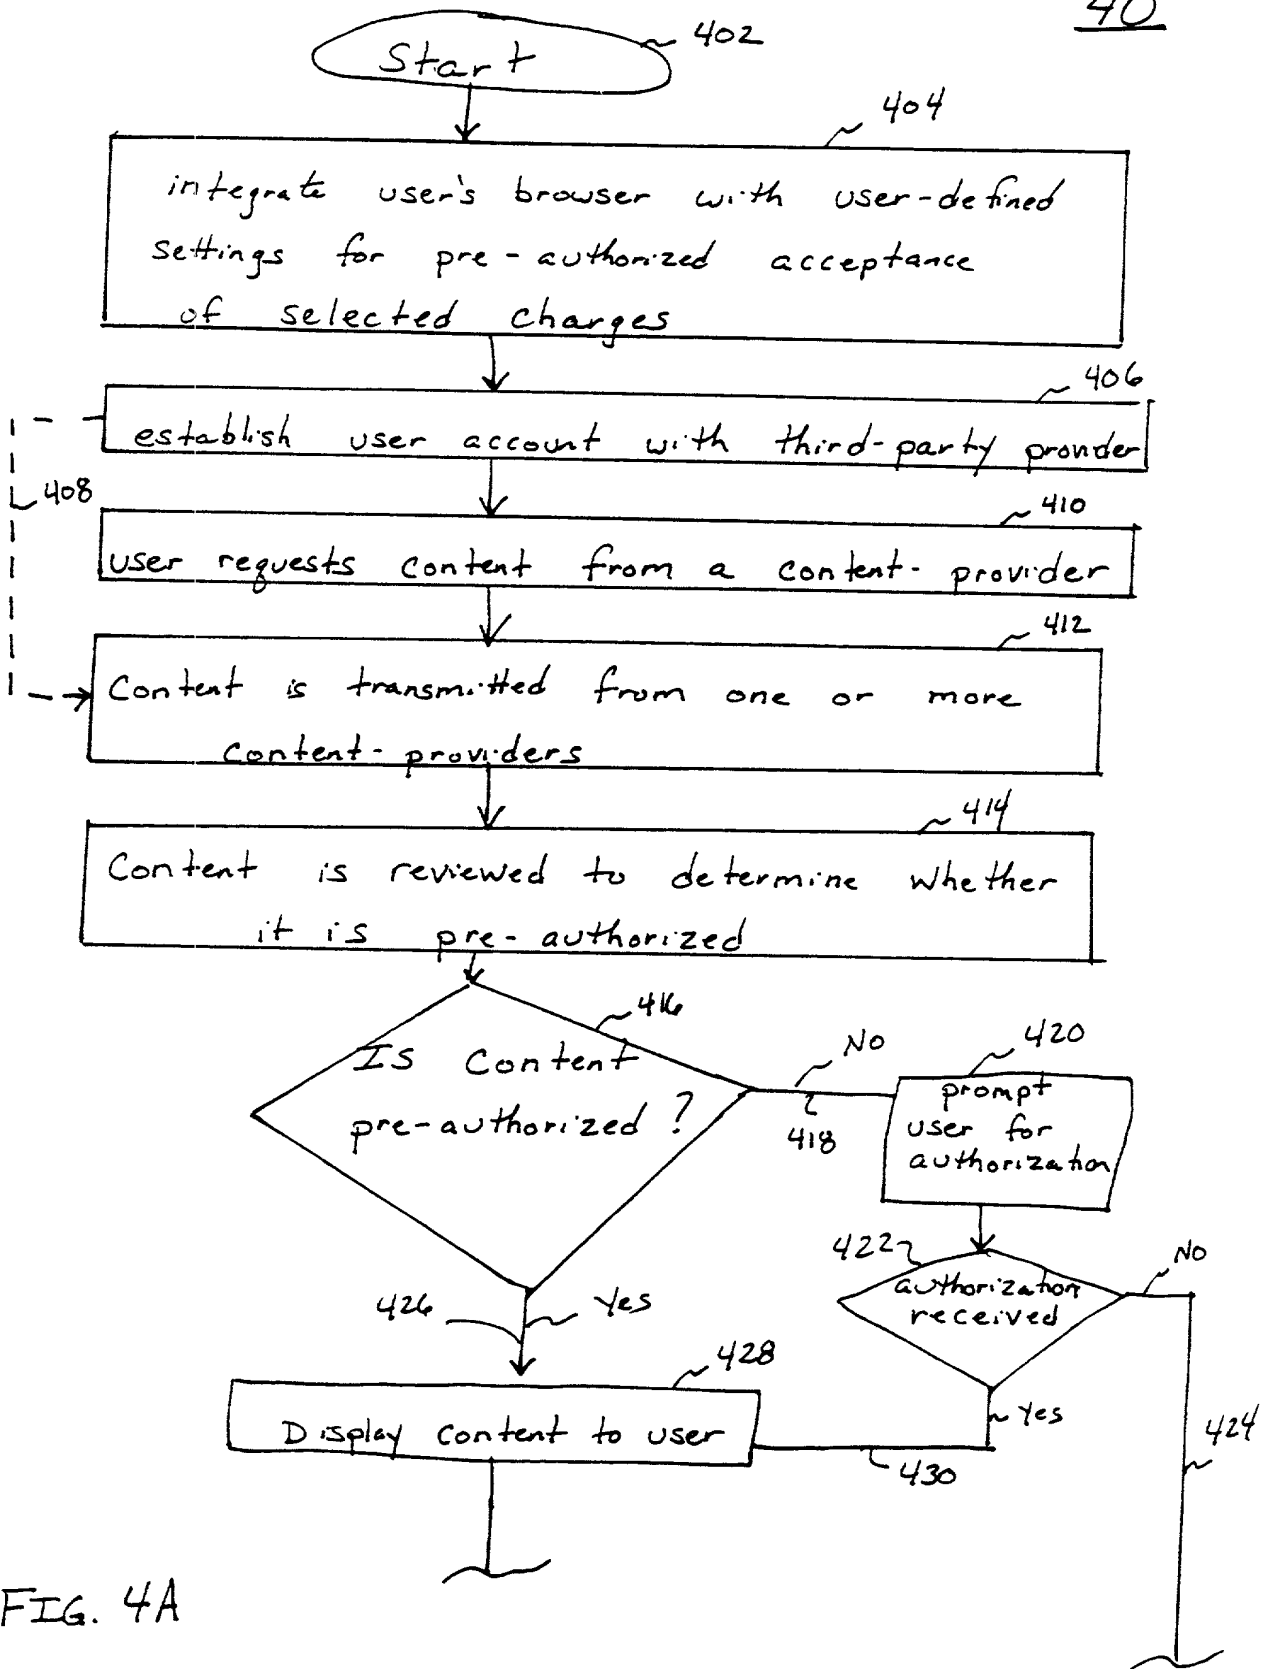 40
Start
402
404
integrate user's browser with user-defined
settings for pre-authorized acceptance
of selected charges
406
establish user account with third-party provider
408
410
user requests content from a content-provider
412
Content is transmitted from one or more
content-providers
414
Content is reviewed to determine whether
it is pre-authorized
416
Is Content
pre-authorized?
NO
418
420
prompt
user for
authorization
422
authorization
received
NO
426
Yes
428
Display content to user
Yes
430
424
FIG. 4A